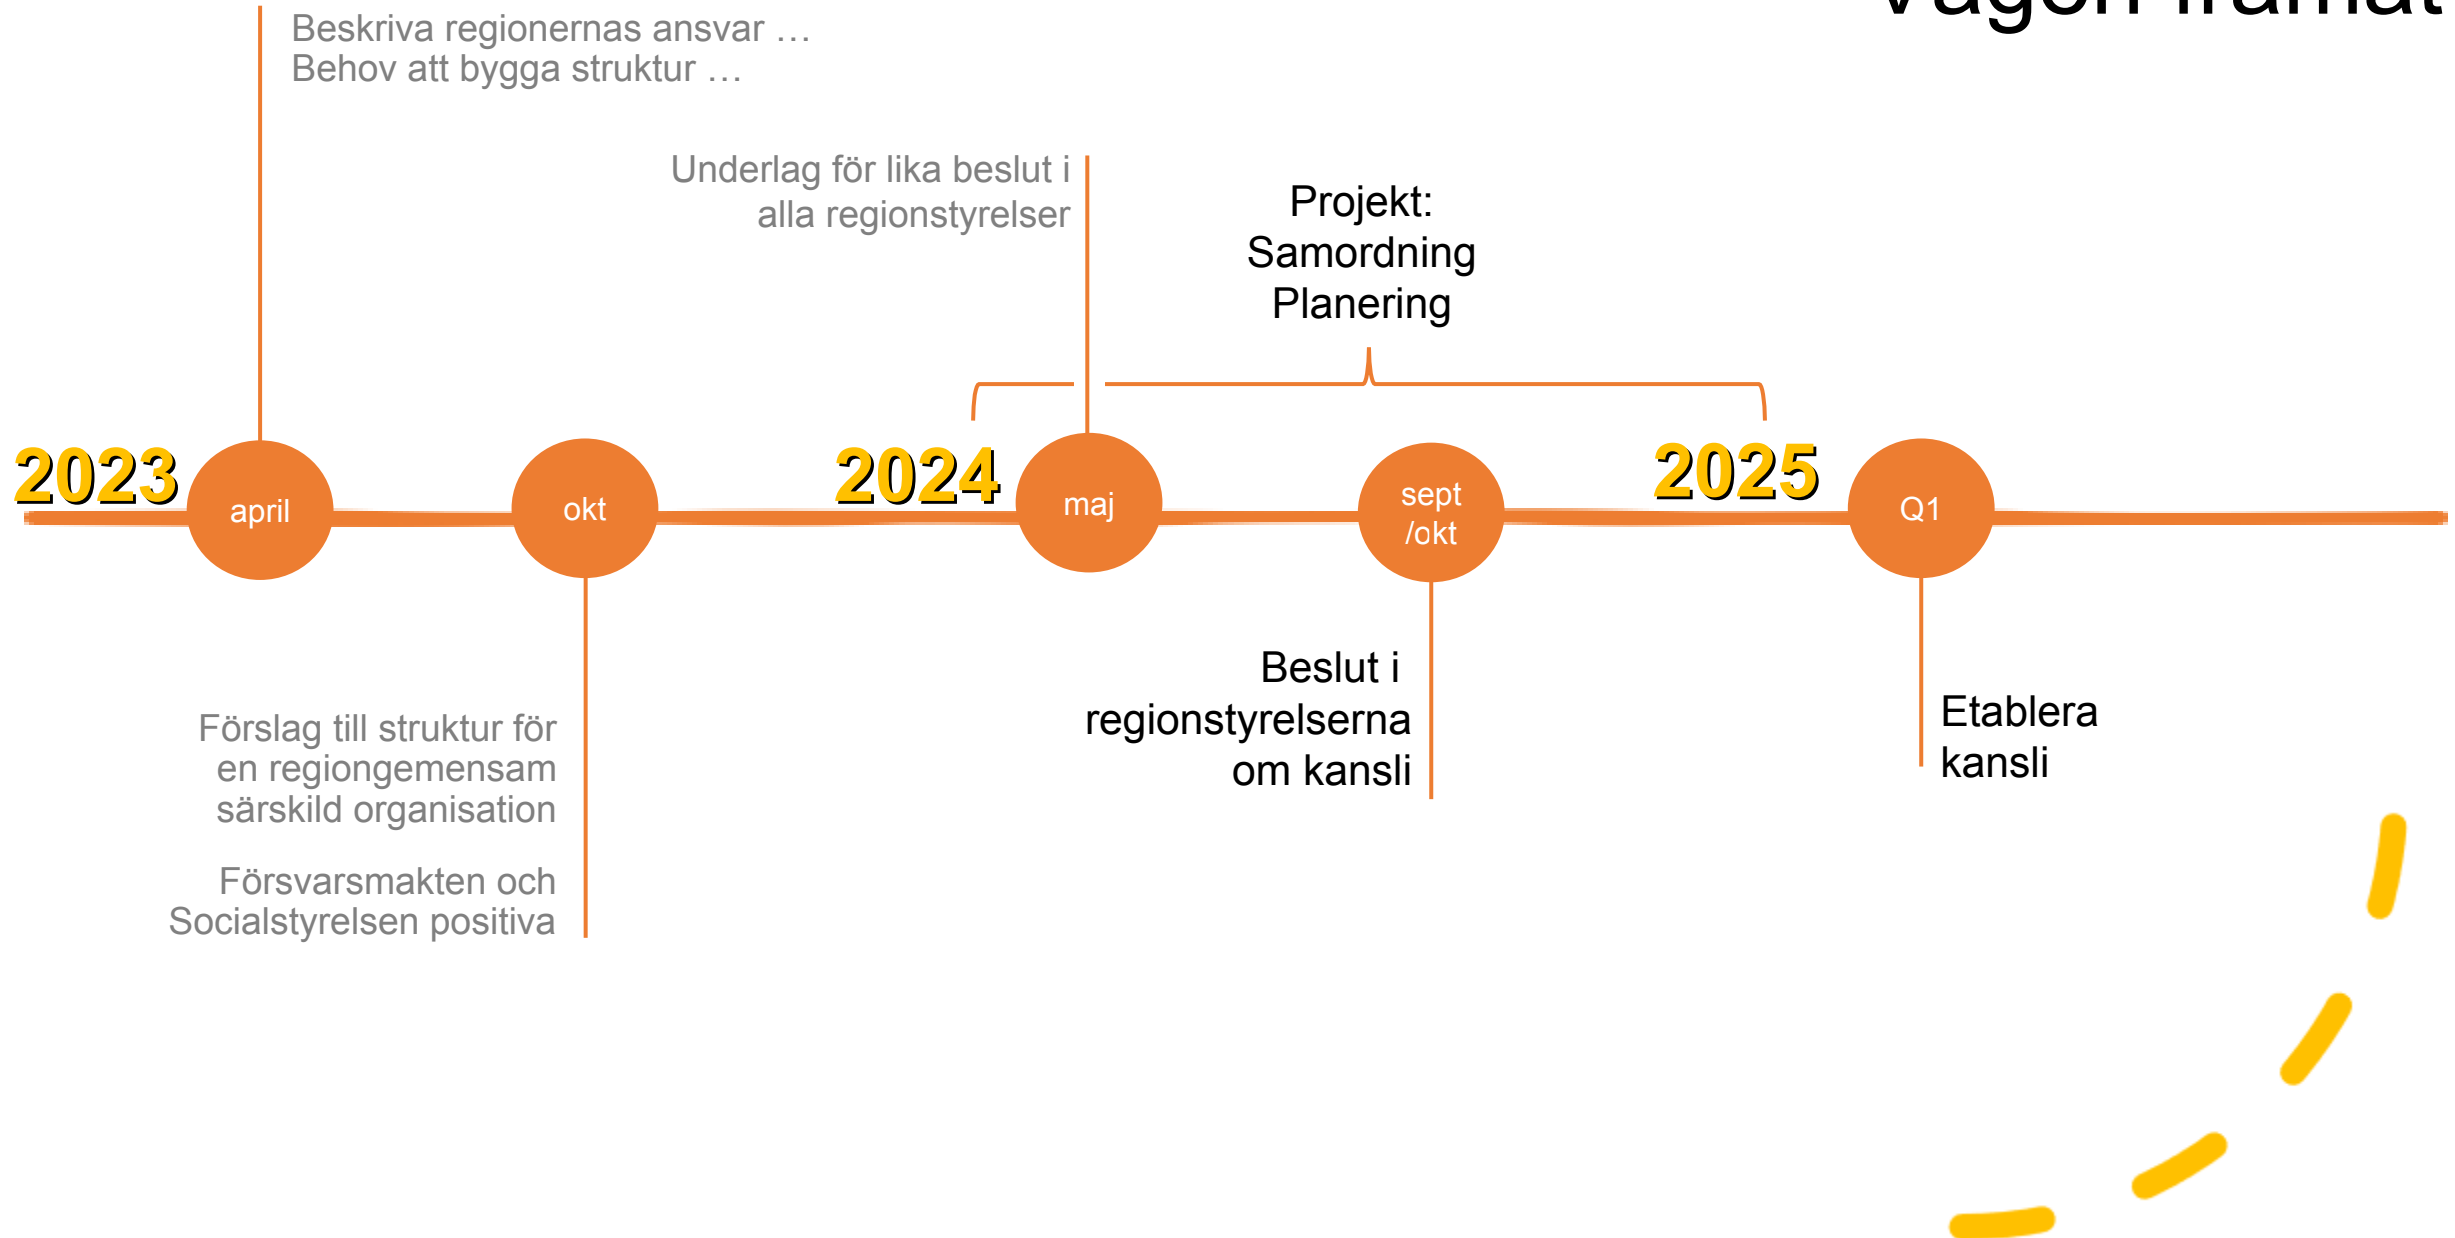 Vägen framåt
Beskriva regionernas ansvar …
Behov att bygga struktur …
Underlag för lika beslut i
alla regionstyrelser
Projekt:
Samordning
Planering
2023
april
okt
2024
maj
sept
/okt
2025
Q1
Förslag till struktur för
en regiongemensam
särskild organisation
Försvarsmakten och
Socialstyrelsen positiva
Beslut i
regionstyrelserna
om kansli
Etablera
kansli